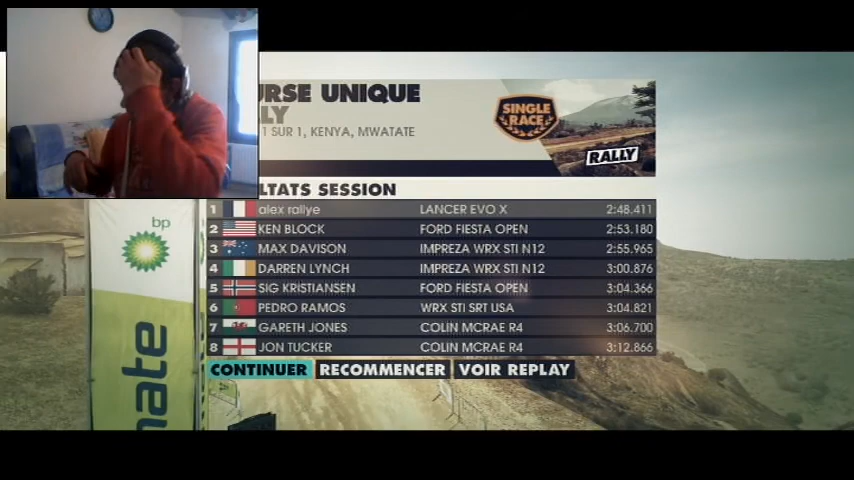 URSE UNIQUE
LY
1 SUR 1, KENYA, MWATATE
SINGLE
RACE
RALLY
LTATS SESSION
1 alex rallye LANCER EVO X 2:48.411
2 KEN BLOCK FORD FIESTA OPEN 2:53.180
3 MAX DAVISON IMPREZA WRX STI N12 2:55.965
4 DARREN LYNCH IMPREZA WRX STI N12 3:00.876
5 SIG KRISTIANSEN FORD FIESTA OPEN 3:04.366
6 PEDRO RAMOS WRX STI SRT USA 3:04.821
7 GARETH JONES COLIN MCRAE R4 3:06.700
8 JON TUCKER COLIN MCRAE R4 3:12.866
CONTINUER RECOMMENCER VOIR REPLAY
bp
nate